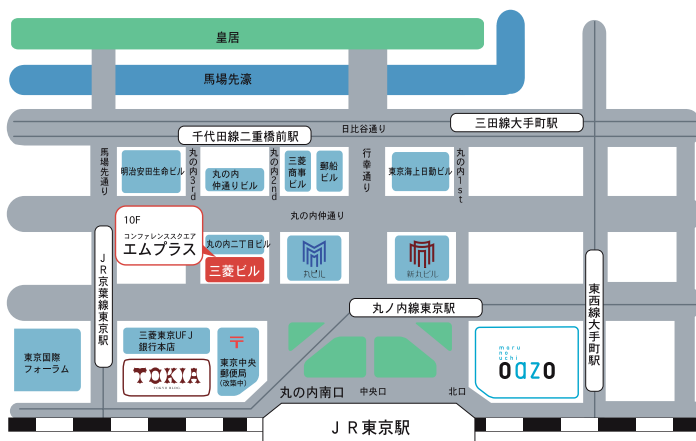 皇居
馬場先濠
日比谷通り
三田線大手町駅
千代田線二重橋前駅
馬場先通り
明治安田生命ビル
丸の内3rd
丸の内
仲通りビル
丸の内2nd
三菱
商事
ビル
郵船
ビル
行幸通り
東京海上日動ビル
丸の内1st
丸の内仲通り
10F
コンファレンススクエア
エムプラス
丸の内二丁目ビル
三菱ビル
丸ビル
新丸ビル
JR京葉線東京駅
東西線大手町駅
丸ノ内線東京駅
東京国際
フォーラム
三菱東京UFJ
銀行本店
TOKIA
TOKYO BLDG.
〒
東京中央
郵便局
(改築中)
maru
no
uchi
oazo
丸の内南口
中央口
北口
JR東京駅